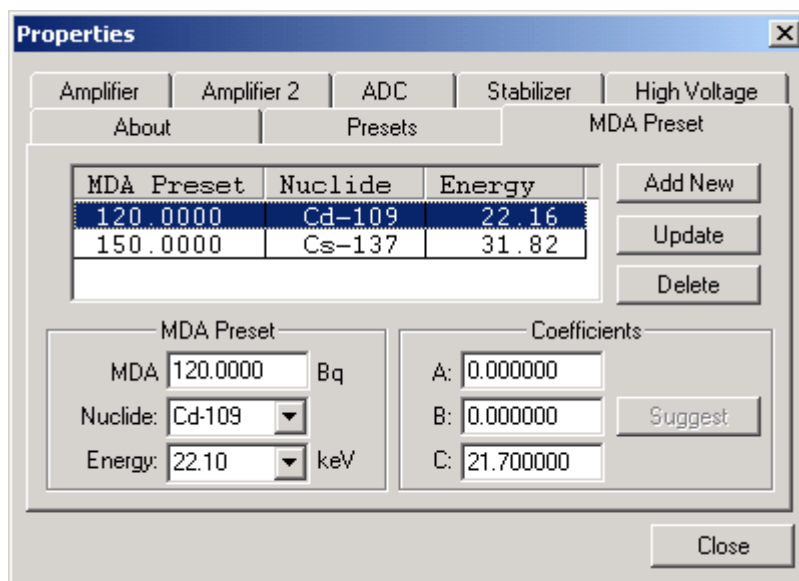 Properties
Amplifier Amplifier 2 ADC Stabilizer High Voltage
About Presets MDA Preset
MDA Preset Nuclide Energy
120.0000 Cd-109 22.16
150.0000 Cs-137 31.82
Add New
Update
Delete
MDA Preset
MDA 120.0000 Bq
Nuclide: Cd-109
Energy: 22.10 keV
Coefficients
A: 0.000000
B: 0.000000
C: 21.700000
Suggest
Close